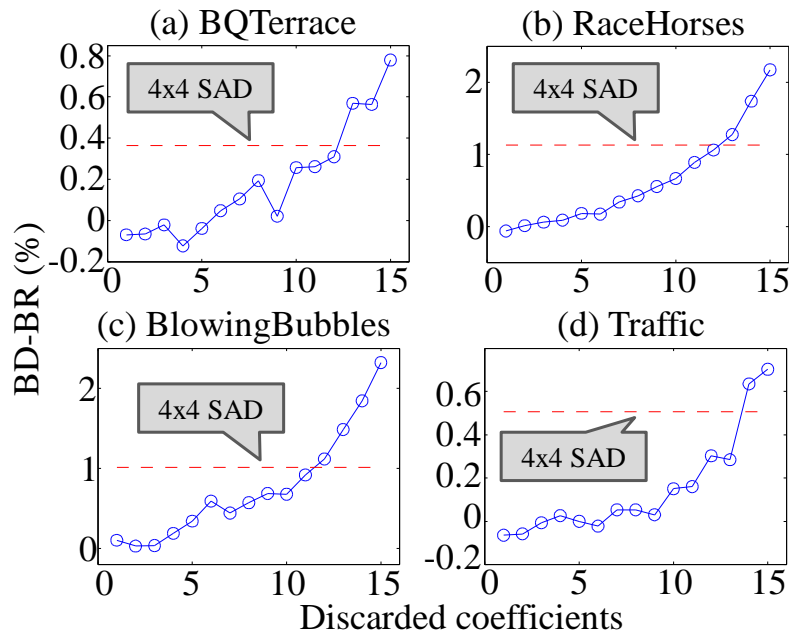 (a) BQTerrace
(b) RaceHorses
0.8
0.6
0.4
0.2
0
-0.2
4x4 SAD
0 5 10 15
2
1
0
4x4 SAD
0 5 10 15
BD-BR (%)
(c) BlowingBubbles
(d) Traffic
2
1
0
4x4 SAD
0 5 10 15
0.6
0.4
0.2
0
-0.2
4x4 SAD
0 5 10 15
Discarded coefficients